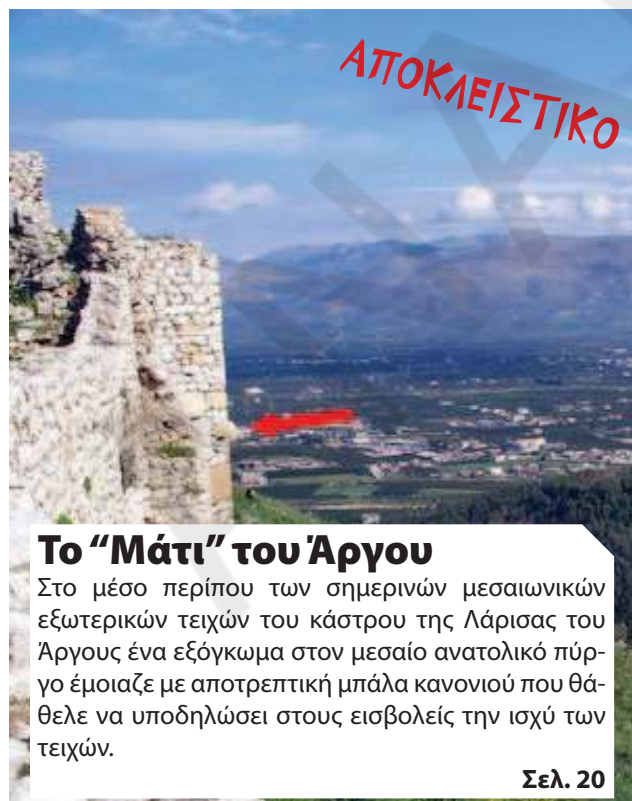 ΑΠΟΚΛΕΙΣΤΙΚΟ
Το “Μάτι” του Άργου
Στο μέσο περίπου των σημερινών μεσαιωνικών
εξωτερικών τειχών του κάστρου της Λάρισας του
Άργους ένα εξόγκωμα στον μεσαίο ανατολικό πύρ-
γο έμοιαζε με αποτρεπτική μπάλα κανονιού που θά-
θελε να υποδηλώσει στους εισβολείς την ισχύ των
τειχών.
Σελ. 20